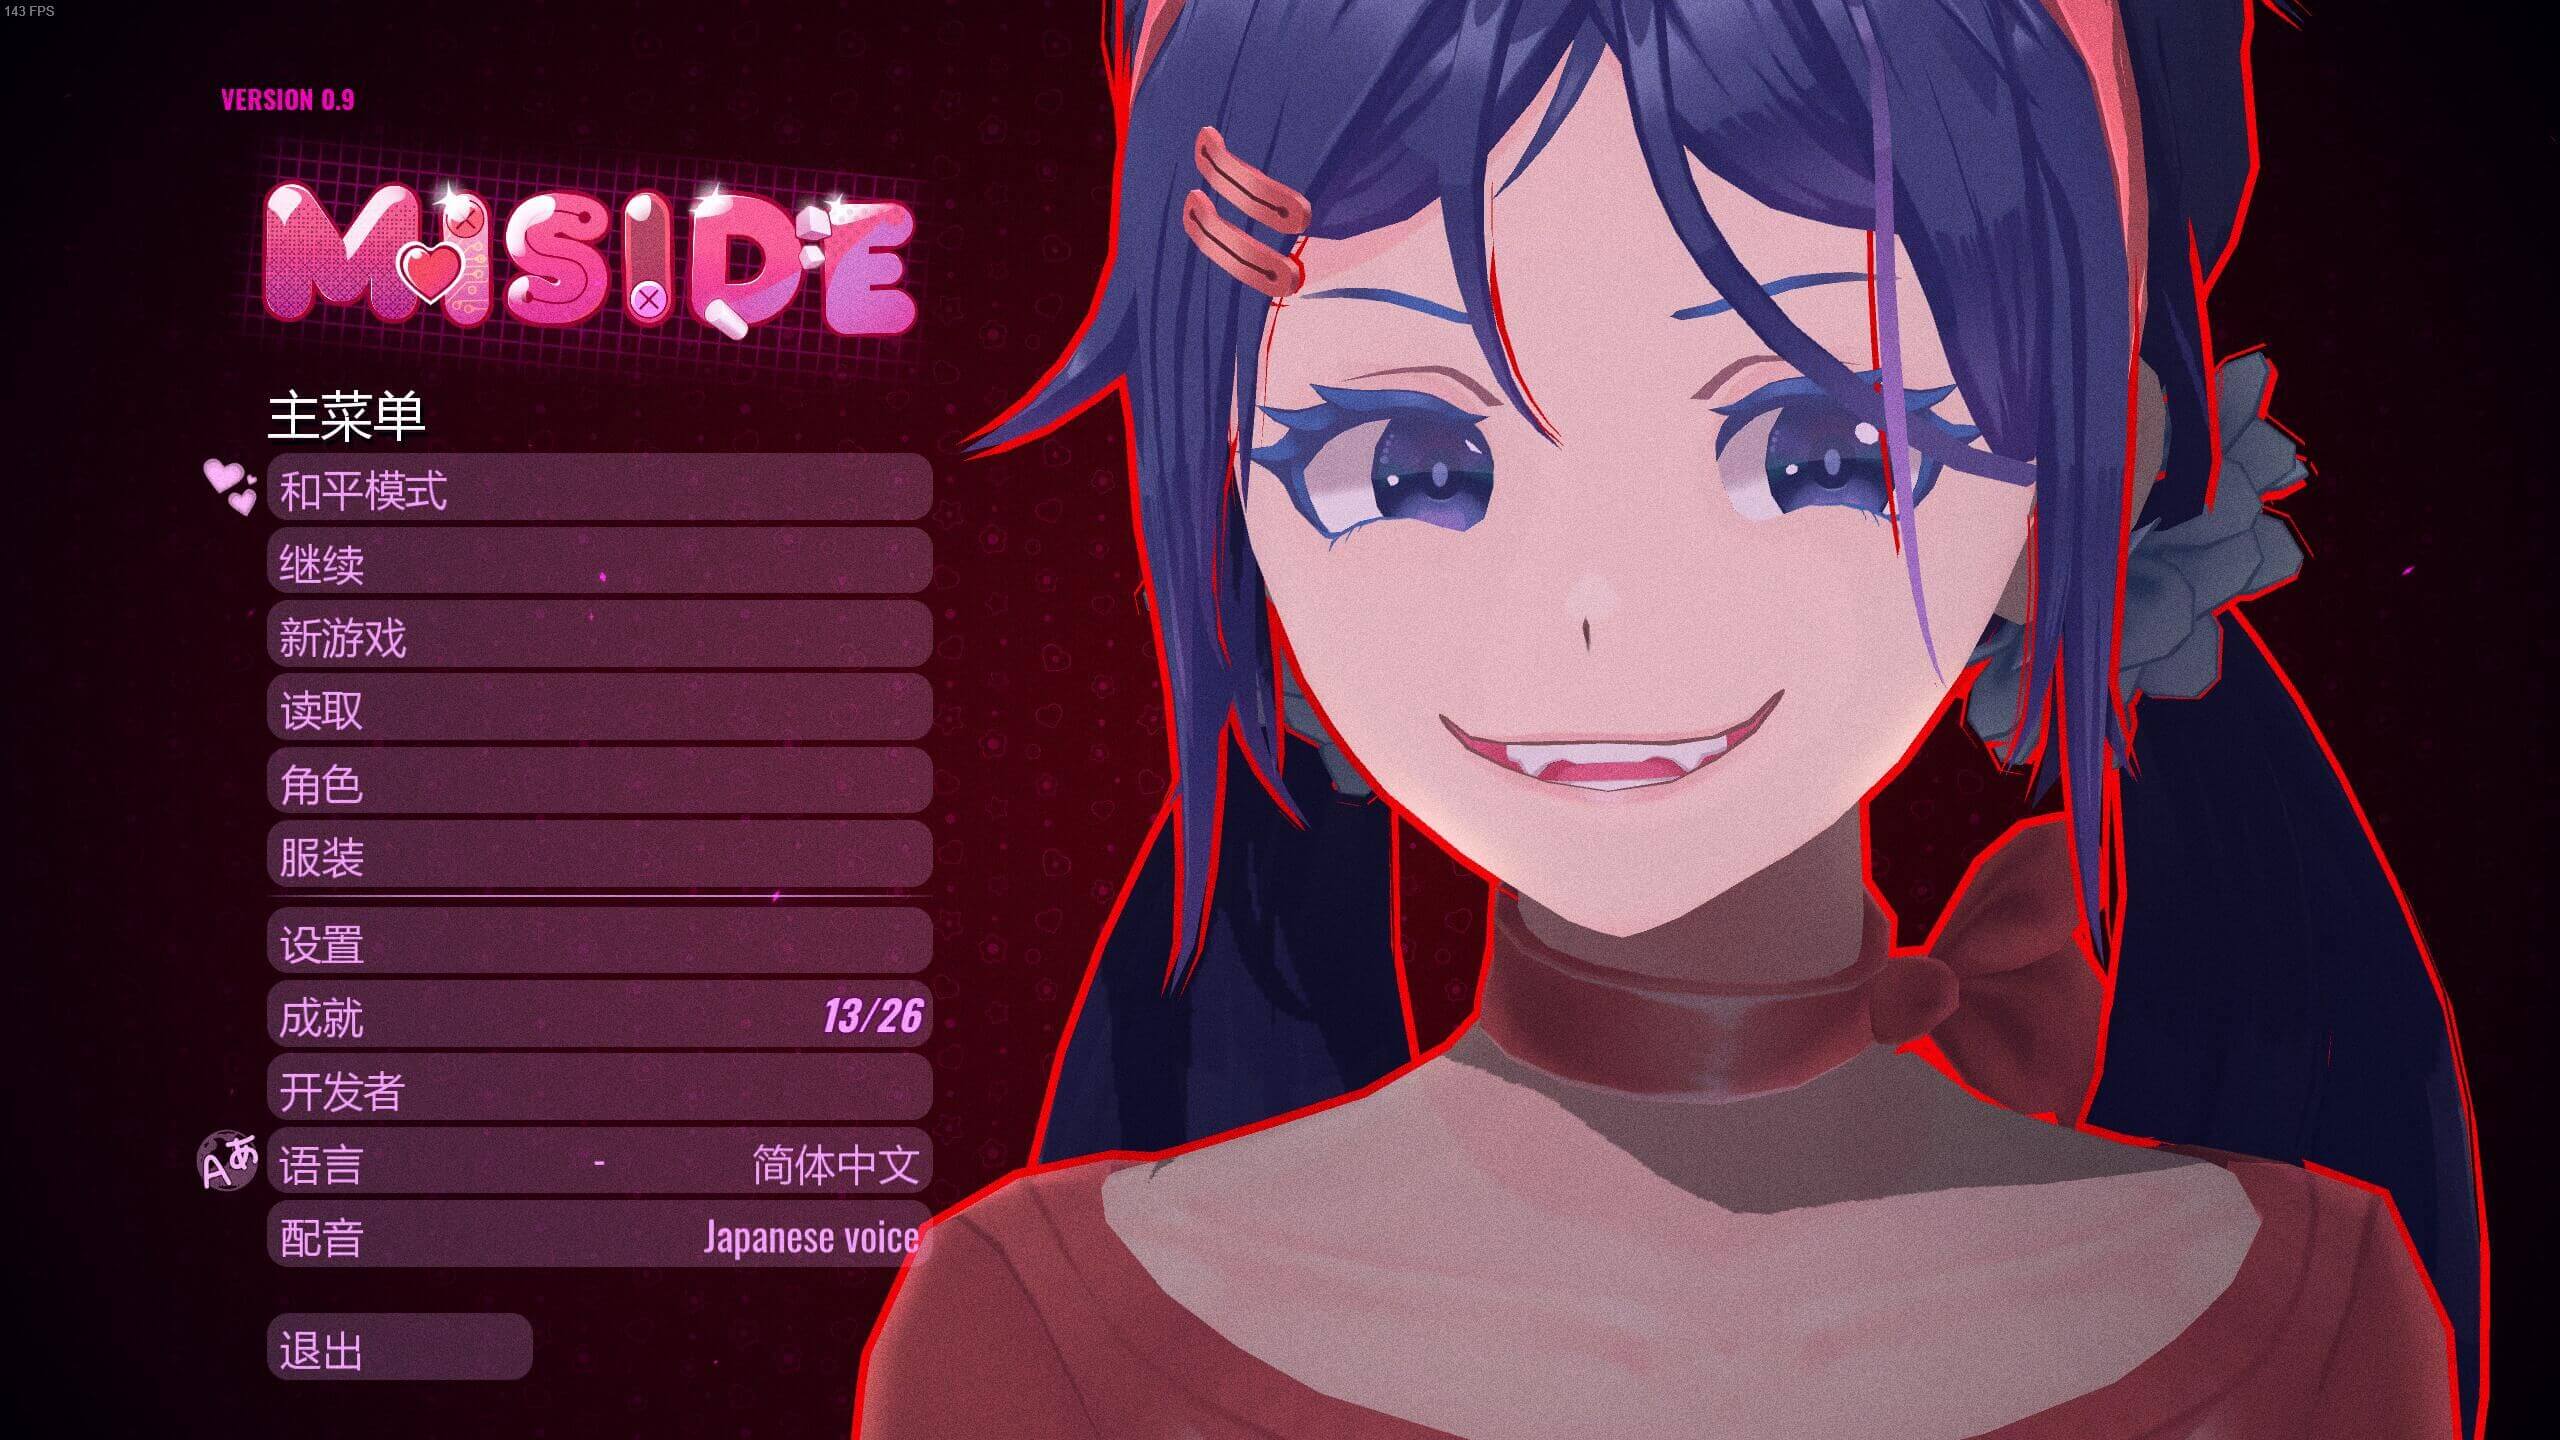 143 FPS
VERSION 0.9
MISIDE
主菜单
和平模式
继续
新游戏
读取
角色
服装
设置
成就 13/26
开发者
Aあ 语言 - 简体中文
配音 Japanese voice
退出